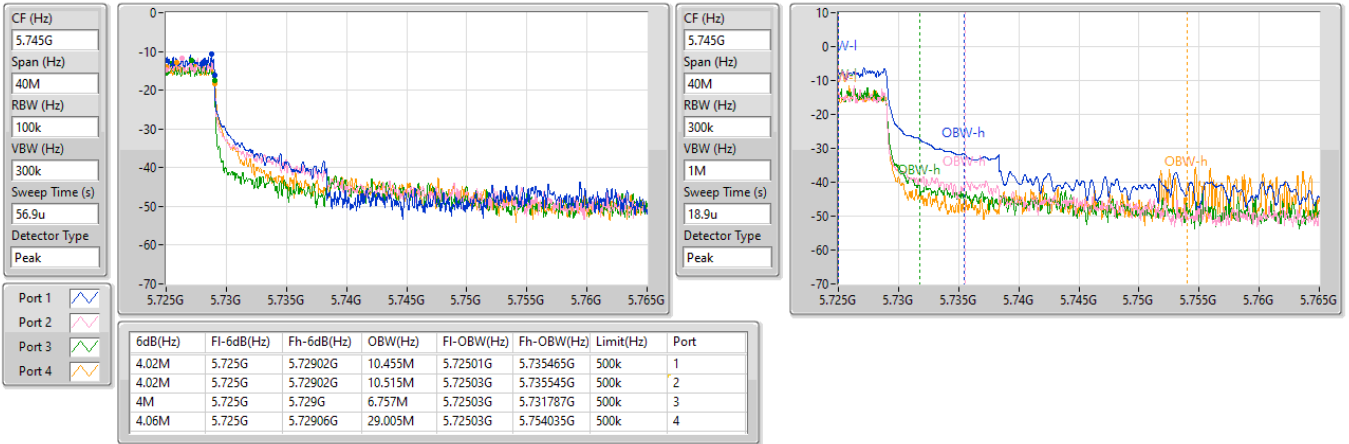 CF (Hz)
5.745G
Span (Hz)
40M
RBW (Hz)
100k
VBW (Hz)
300k
Sweep Time (s)
56.9u
Detector Type
Peak
0
-10
-20
-30
-40
-50
-60
-70
5.725G 5.73G 5.735G 5.74G 5.745G 5.75G 5.755G 5.76G 5.765G
CF (Hz)
5.745G
Span (Hz)
40M
RBW (Hz)
300k
VBW (Hz)
1M
Sweep Time (s)
18.9u
Detector Type
Peak
10
0
-10
-20
-30
-40
-50
-60
-70
W-l
OBW-h
OBW-h
OBW-h
OBW-h
5.725G 5.73G 5.735G 5.74G 5.745G 5.75G 5.755G 5.76G 5.765G
Port 1
Port 2
Port 3
Port 4
6dB(Hz) Fl-6dB(Hz) Fh-6dB(Hz) OBW(Hz) Fl-OBW(Hz) Fh-OBW(Hz) Limit(Hz) Port
4.02M 5.725G 5.72902G 10.455M 5.72501G 5.735465G 500k 1
4.02M 5.725G 5.72902G 10.515M 5.72503G 5.735545G 500k 2
4M 5.725G 5.729G 6.757M 5.72503G 5.731787G 500k 3
4.06M 5.725G 5.72906G 29.005M 5.72503G 5.754035G 500k 4